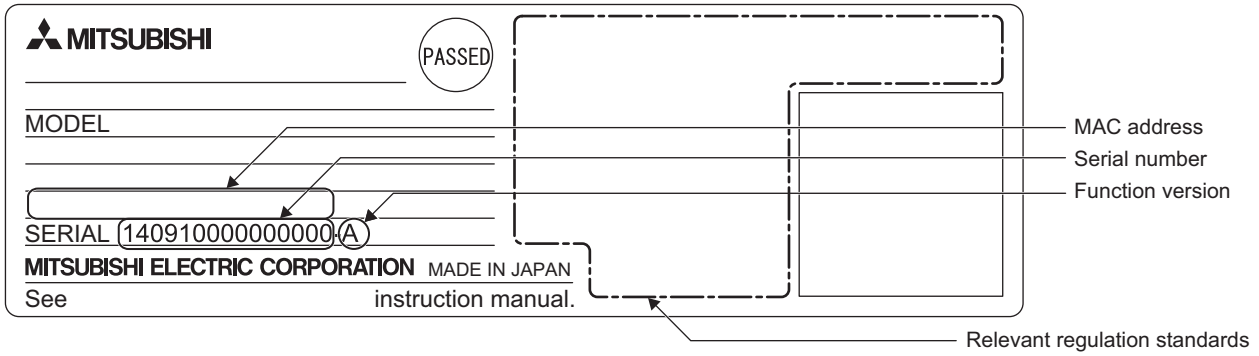 MITSUBISHI
PASSED
MODEL
MAC address
Serial number
Function version
SERIAL 140910000000000-A
MITSUBISHI ELECTRIC CORPORATION MADE IN JAPAN
See instruction manual.
Relevant regulation standards